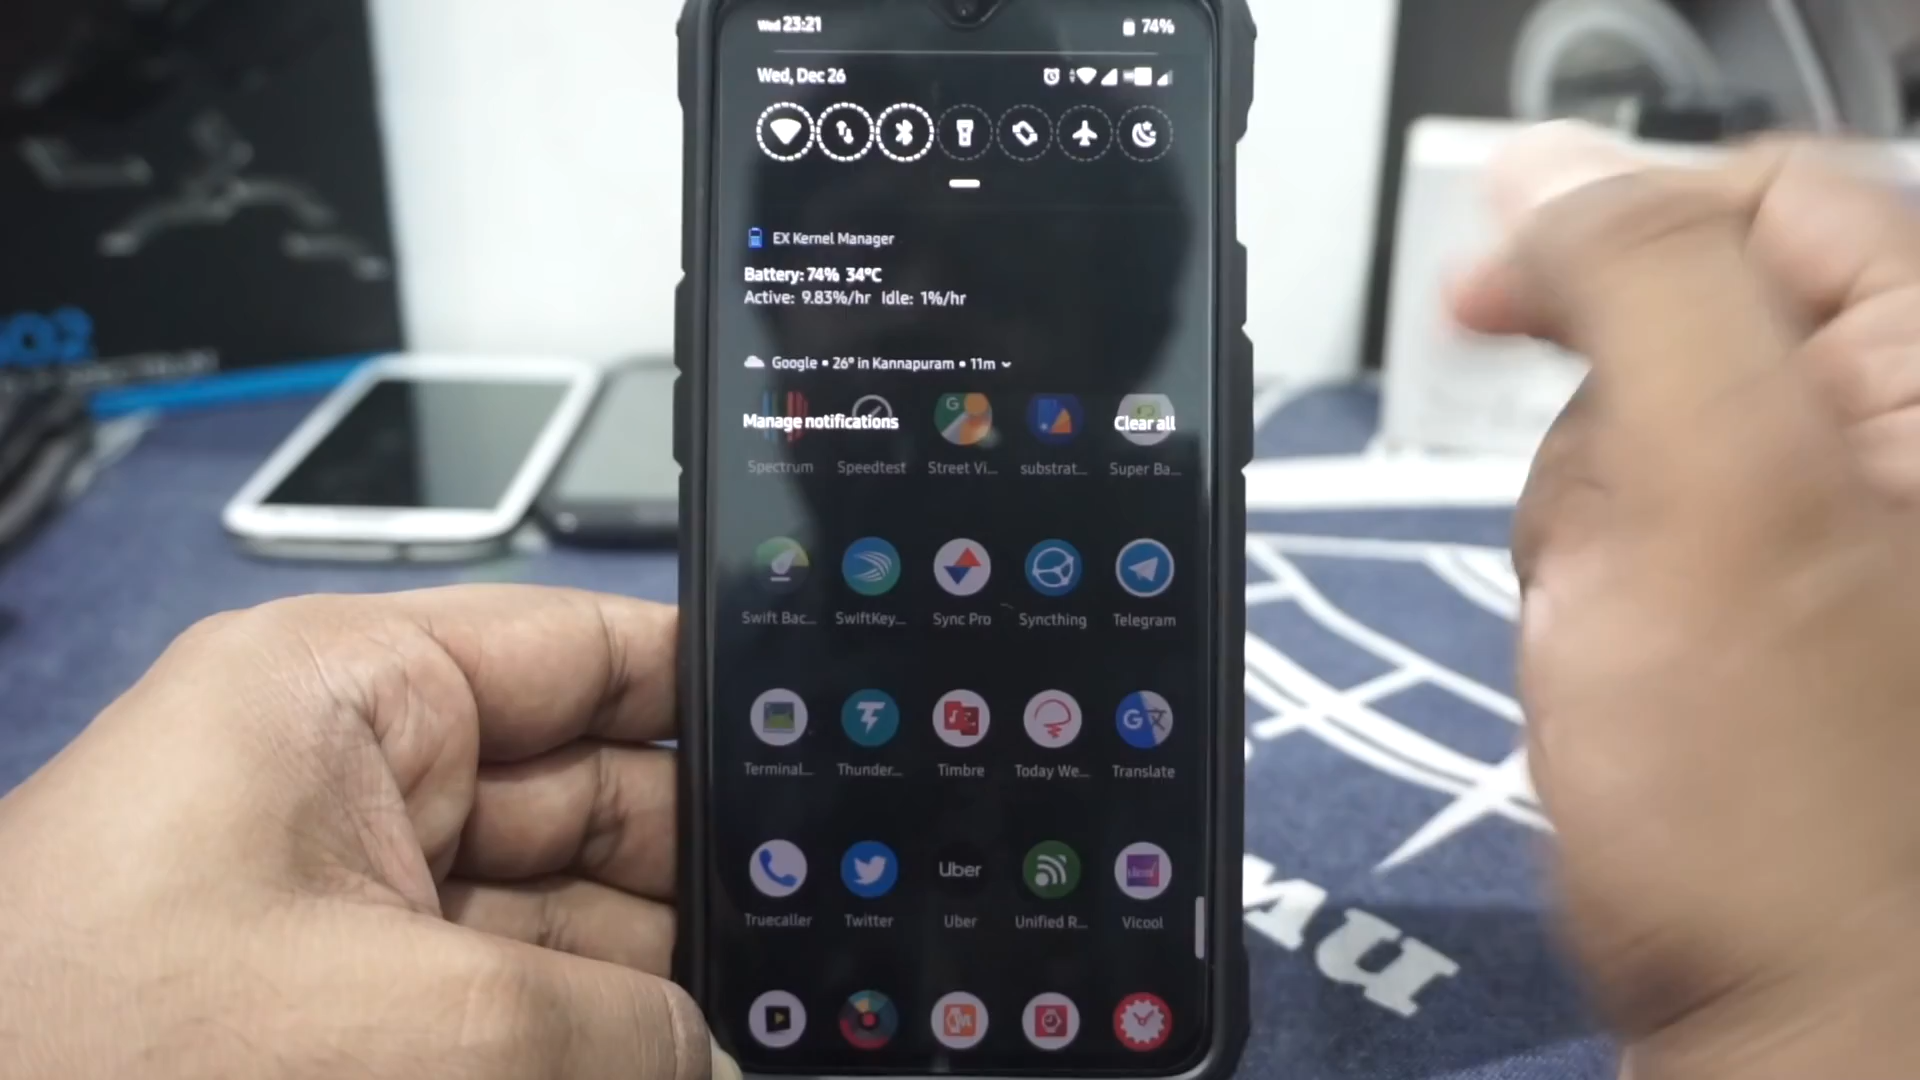 Wed 23:21 74%
Wed, Dec 26
EX Kernel Manager
Battery: 74% 34°C
Active: 9.83%/hr Idle: 1%/hr
Google • 26° in Kannapuram • 11m
Manage notifications Clear all
Spectrum Speedtest Street Vi... substrat... Super Ba...
Swift Bac... SwiftKey... Sync Pro Syncthing Telegram
Terminal... Thunder... Timbre Today We... Translate
Uber
Truecaller Twitter Uber Unified R... Vicool